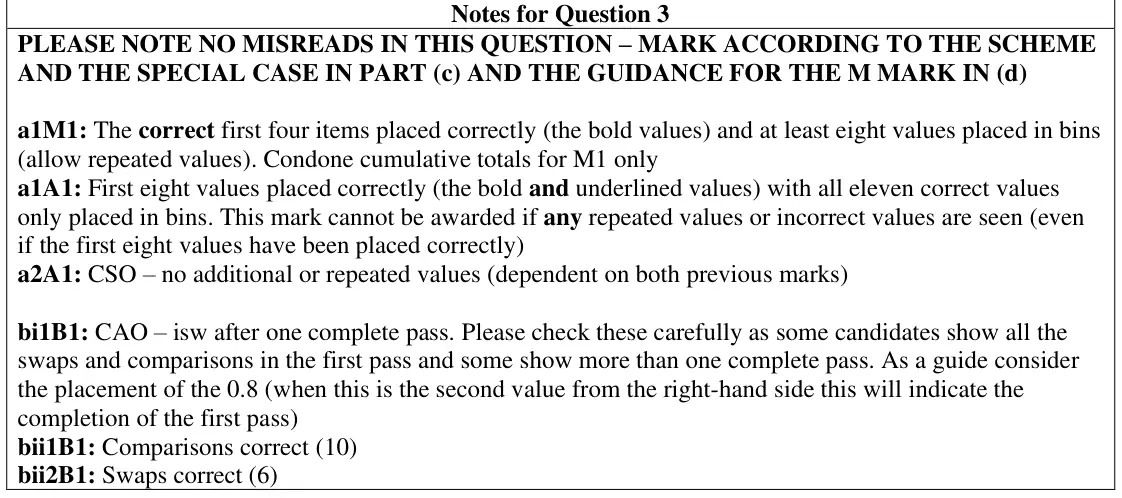 Notes for Question 3
PLEASE NOTE NO MISREADS IN THIS QUESTION – MARK ACCORDING TO THE SCHEME
AND THE SPECIAL CASE IN PART (c) AND THE GUIDANCE FOR THE M MARK IN (d)
a1M1: The correct first four items placed correctly (the bold values) and at least eight values placed in bins
(allow repeated values). Condone cumulative totals for M1 only
a1A1: First eight values placed correctly (the bold and underlined values) with all eleven correct values
only placed in bins. This mark cannot be awarded if any repeated values or incorrect values are seen (even
if the first eight values have been placed correctly)
a2A1: CSO – no additional or repeated values (dependent on both previous marks)
bi1B1: CAO – isw after one complete pass. Please check these carefully as some candidates show all the
swaps and comparisons in the first pass and some show more than one complete pass. As a guide consider
the placement of the 0.8 (when this is the second value from the right-hand side this will indicate the
completion of the first pass)
bii1B1: Comparisons correct (10)
bii2B1: Swaps correct (6)